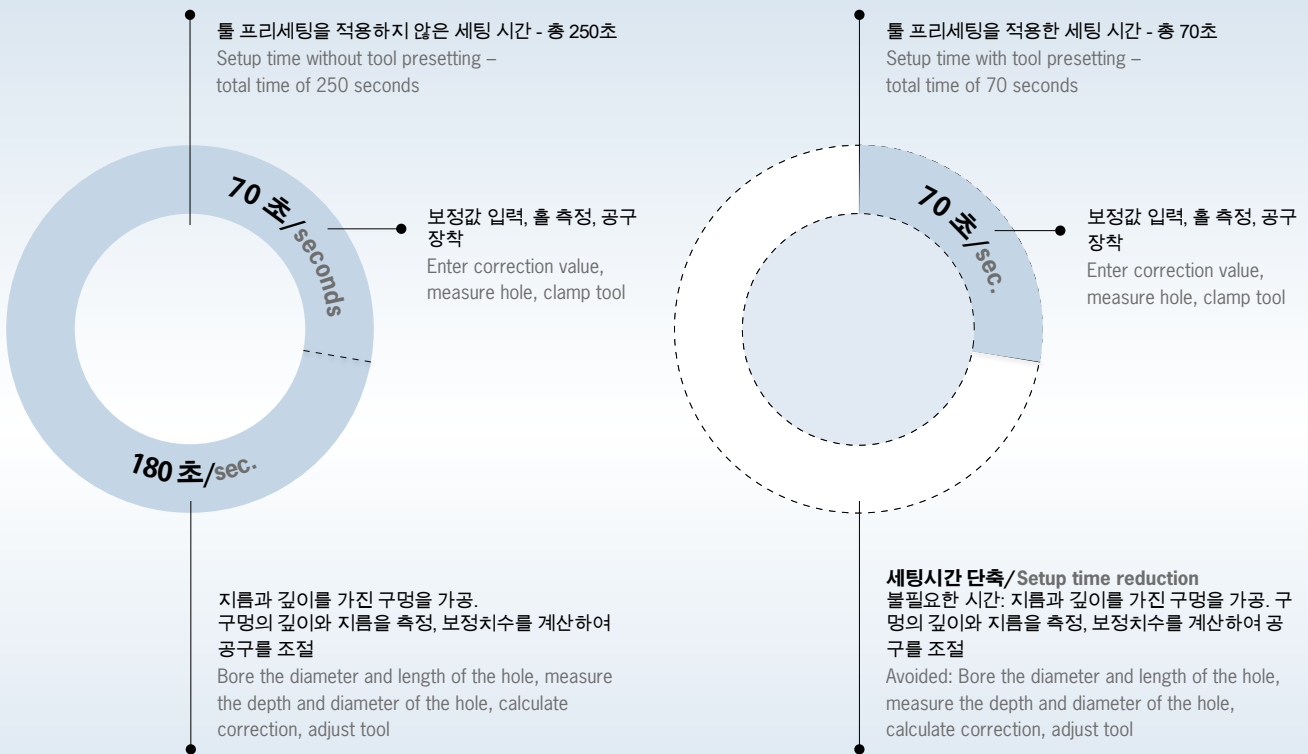 툴 프리세팅을 적용하지 않은 세팅 시간 - 총 250초
Setup time without tool presetting –
total time of 250 seconds
70 초/seconds
보정값 입력, 홀 측정, 공구
장착
Enter correction value,
measure hole, clamp tool
180 초/sec.
지름과 깊이를 가진 구멍을 가공.
구멍의 깊이와 지름을 측정, 보정치수를 계산하여
공구를 조절
Bore the diameter and length of the hole, measure
the depth and diameter of the hole, calculate
correction, adjust tool
툴 프리세팅을 적용한 세팅 시간 - 총 70초
Setup time with tool presetting –
total time of 70 seconds
70 초/sec.
보정값 입력, 홀 측정, 공구
장착
Enter correction value,
measure hole, clamp tool
세팅시간 단축/Setup time reduction
불필요한 시간: 지름과 깊이를 가진 구멍을 가공. 구
멍의 깊이와 지름을 측정, 보정치수를 계산하여 공
구를 조절
Avoided: Bore the diameter and length of the hole,
measure the depth and diameter of the hole,
calculate correction, adjust tool